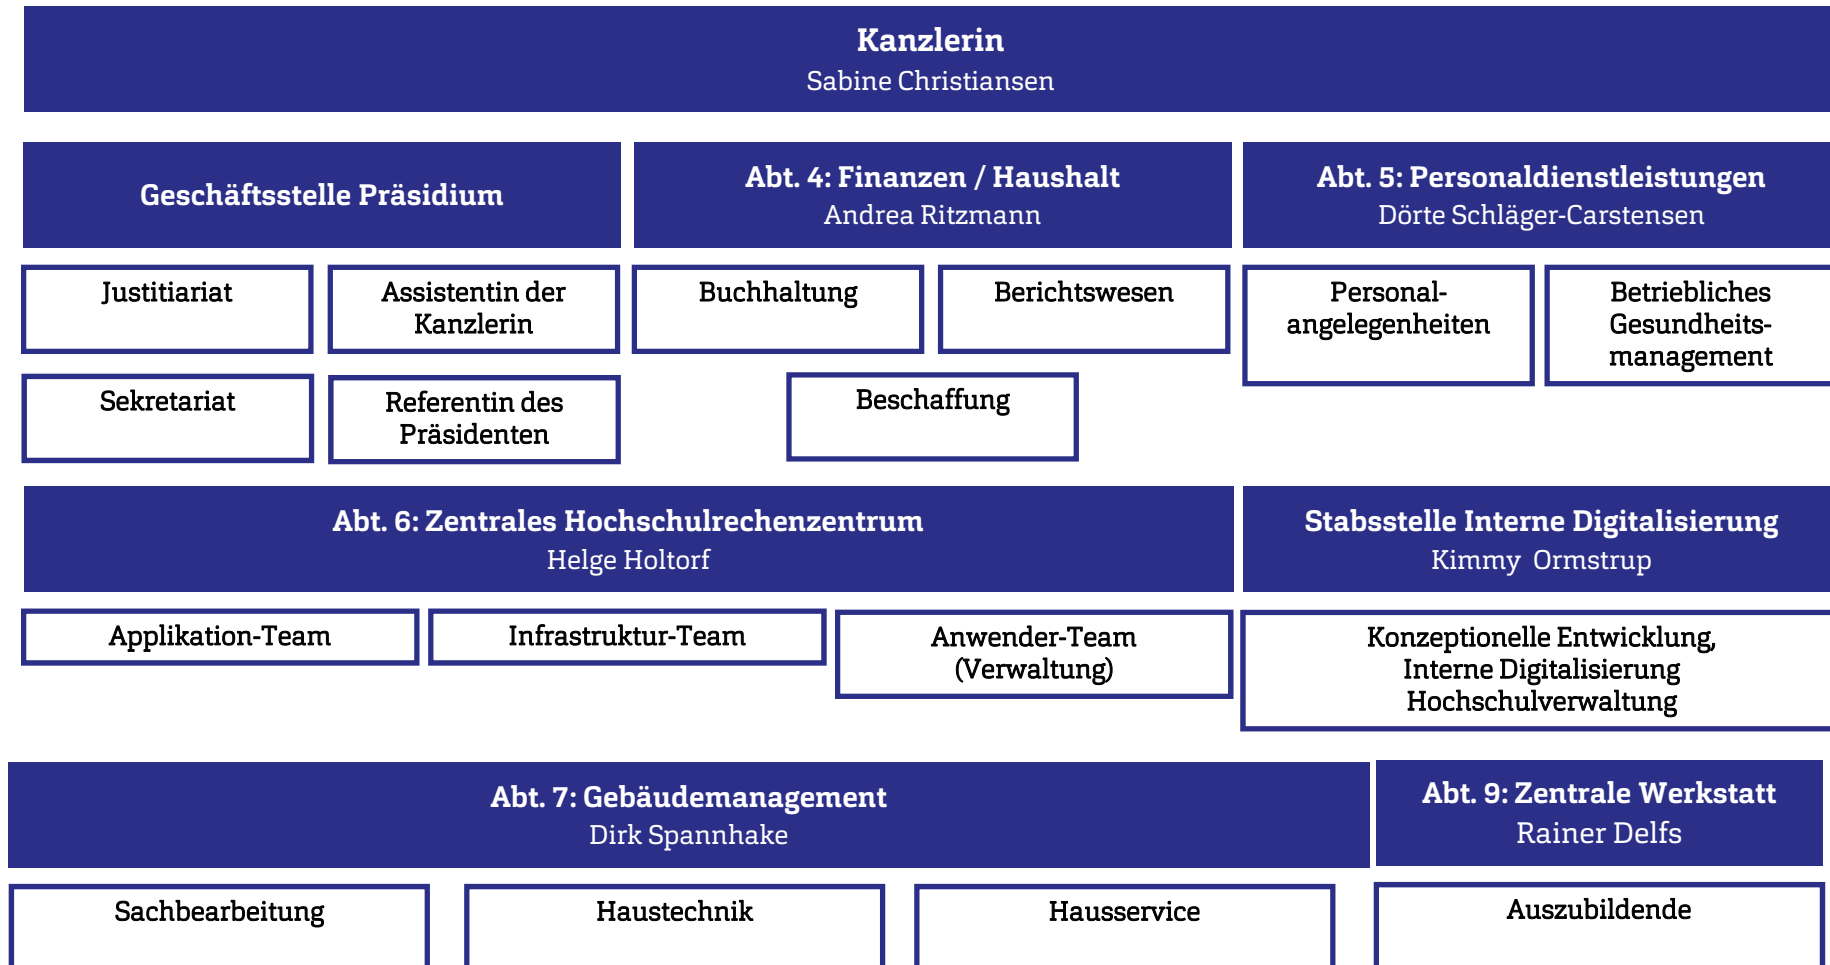 Kanzlerin
Sabine Christiansen
Geschäftsstelle Präsidium
Abt. 4: Finanzen / Haushalt
Andrea Ritzmann
Abt. 5: Personaldienstleistungen
Dörte Schläger-Carstensen
Justitiariat
Assistentin der
Kanzlerin
Buchhaltung
Berichtswesen
Personal-
angelegenheiten
Betriebliches
Gesundheits-
management
Sekretariat
Referentin des
Präsidenten
Beschaffung
Abt. 6: Zentrales Hochschulrechenzentrum
Helge Holtorf
Stabsstelle Interne Digitalisierung
Kimmy Ormstrup
Applikation-Team
Infrastruktur-Team
Anwender-Team
(Verwaltung)
Konzeptionelle Entwicklung,
Interne Digitalisierung
Hochschulverwaltung
Abt. 7: Gebäudemanagement
Dirk Spannhake
Abt. 9: Zentrale Werkstatt
Rainer Delfs
Sachbearbeitung
Haustechnik
Hausservice
Auszubildende